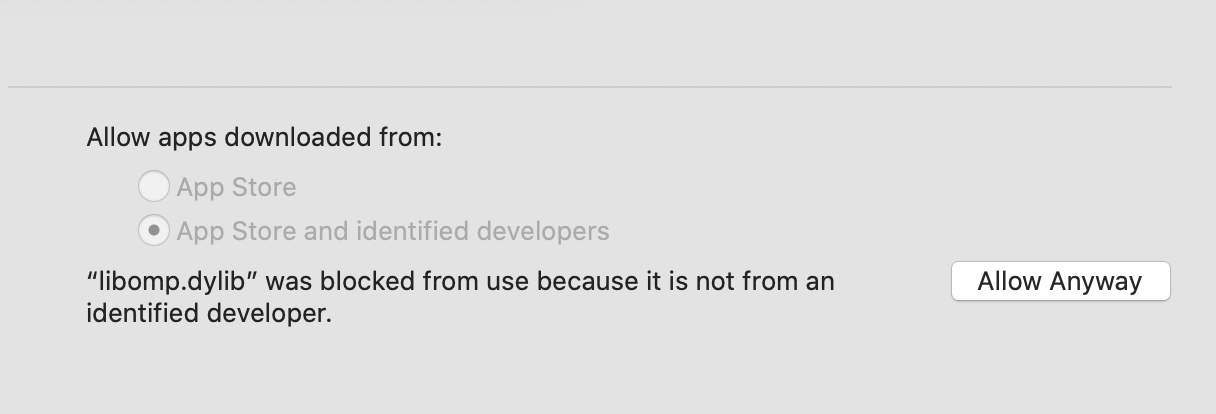 Allow apps downloaded from:
App Store
App Store and identified developers
“libomp.dylib” was blocked from use because it is not from an
identified developer.
Allow Anyway